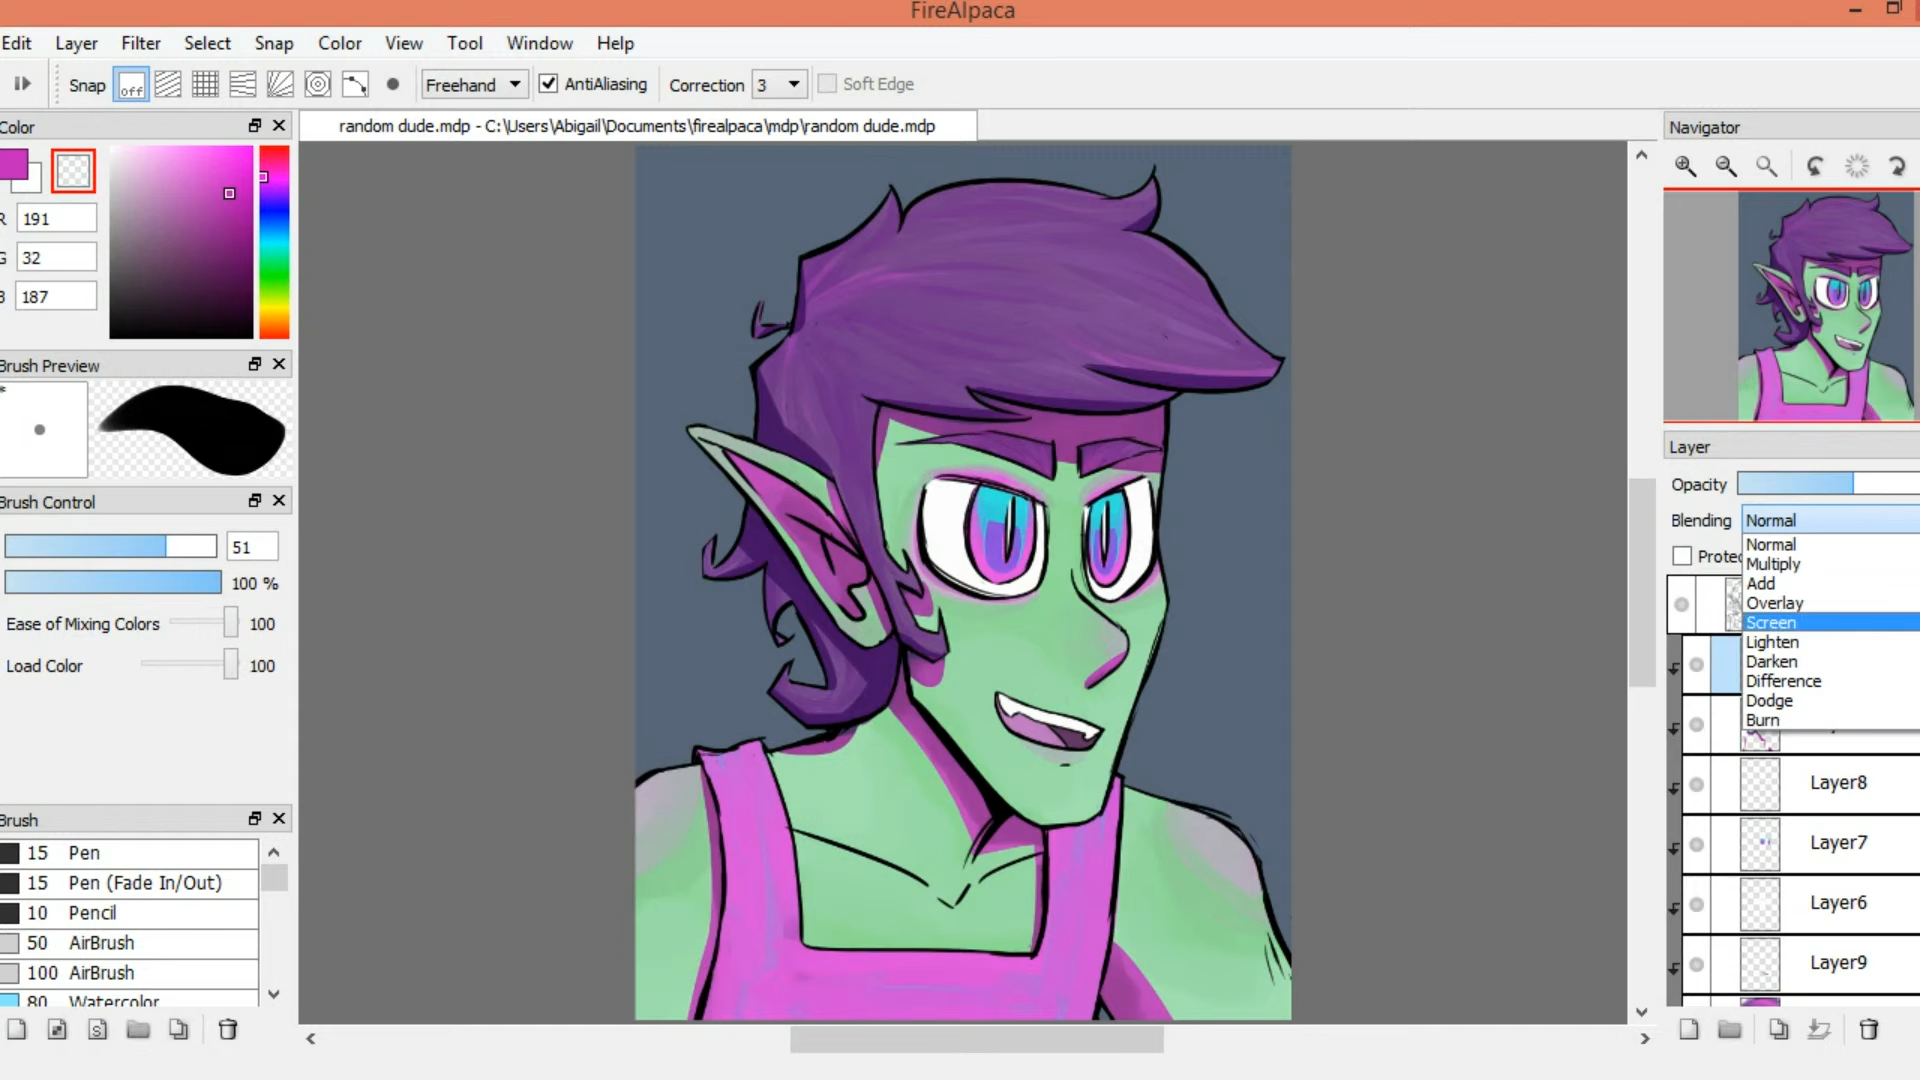 FireAlpaca
Edit Layer Filter Select Snap Color View Tool Window Help
Snap off Freehand AntiAliasing Correction 3 Soft Edge
Color
random dude.mdp - C:\Users\Abigail\Documents\firealpaca\mdp\random dude.mdp
Navigator
R 191
G 32
B 187
Brush Preview
*
Brush Control
51
100 %
Ease of Mixing Colors 100
Load Color 100
Brush
15 Pen
15 Pen (Fade In/Out)
10 Pencil
50 AirBrush
100 AirBrush
80 Watercolor
S
Layer
Opacity
Blending Normal
Normal
Multiply
Add
Overlay
Screen
Lighten
Darken
Difference
Dodge
Burn
Layer8
Layer7
Layer6
Layer9